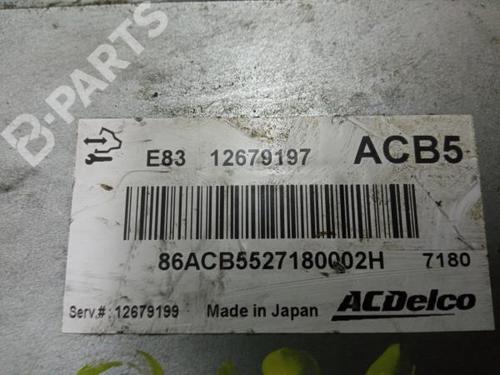 B-PARTS
E83 12679197 ACB5
86ACB5527180002H 7180
Serv.#: 12679199 Made in Japan ACDelco